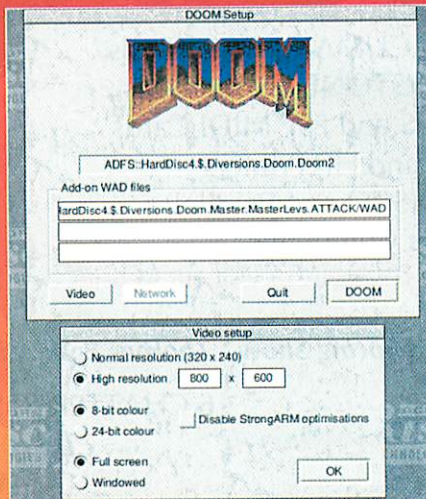 DOOM Setup
DOOM
ADFS::HardDisc4.$.Diversions.Doom.Doom2
Add-on WAD files
lardDisc4.$.Diversions.Doom.Master.MasterLevs.ATTACK/WAD
Video Network Quit DOOM
Video setup
Normal resolution (320 x 240)
High resolution 800 x 600
8-bit colour
Disable StrongARM optimisations
24-bit colour
Full screen
Windowed
OK